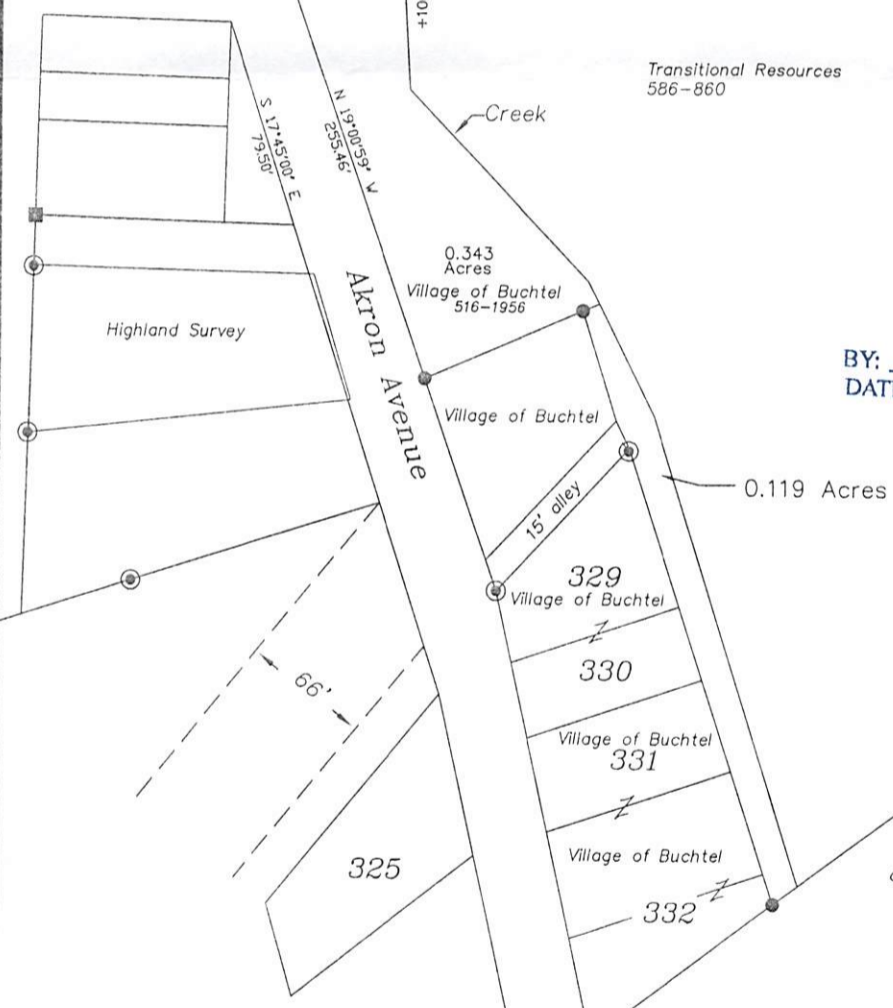 +01
Transitional Resources
586-860
Creek
S 17°45'00" E
79.50'
N 19°00'59" W
255.46'
0.343
Acres
Village of Buchtel
516-1956
Akron Avenue
Highland Survey
BY:
DAT
Village of Buchtel
0.119 Acres
15' alley
329
Village of Buchtel
330
66'
Village of Buchtel
331
Village of Buchtel
325
332